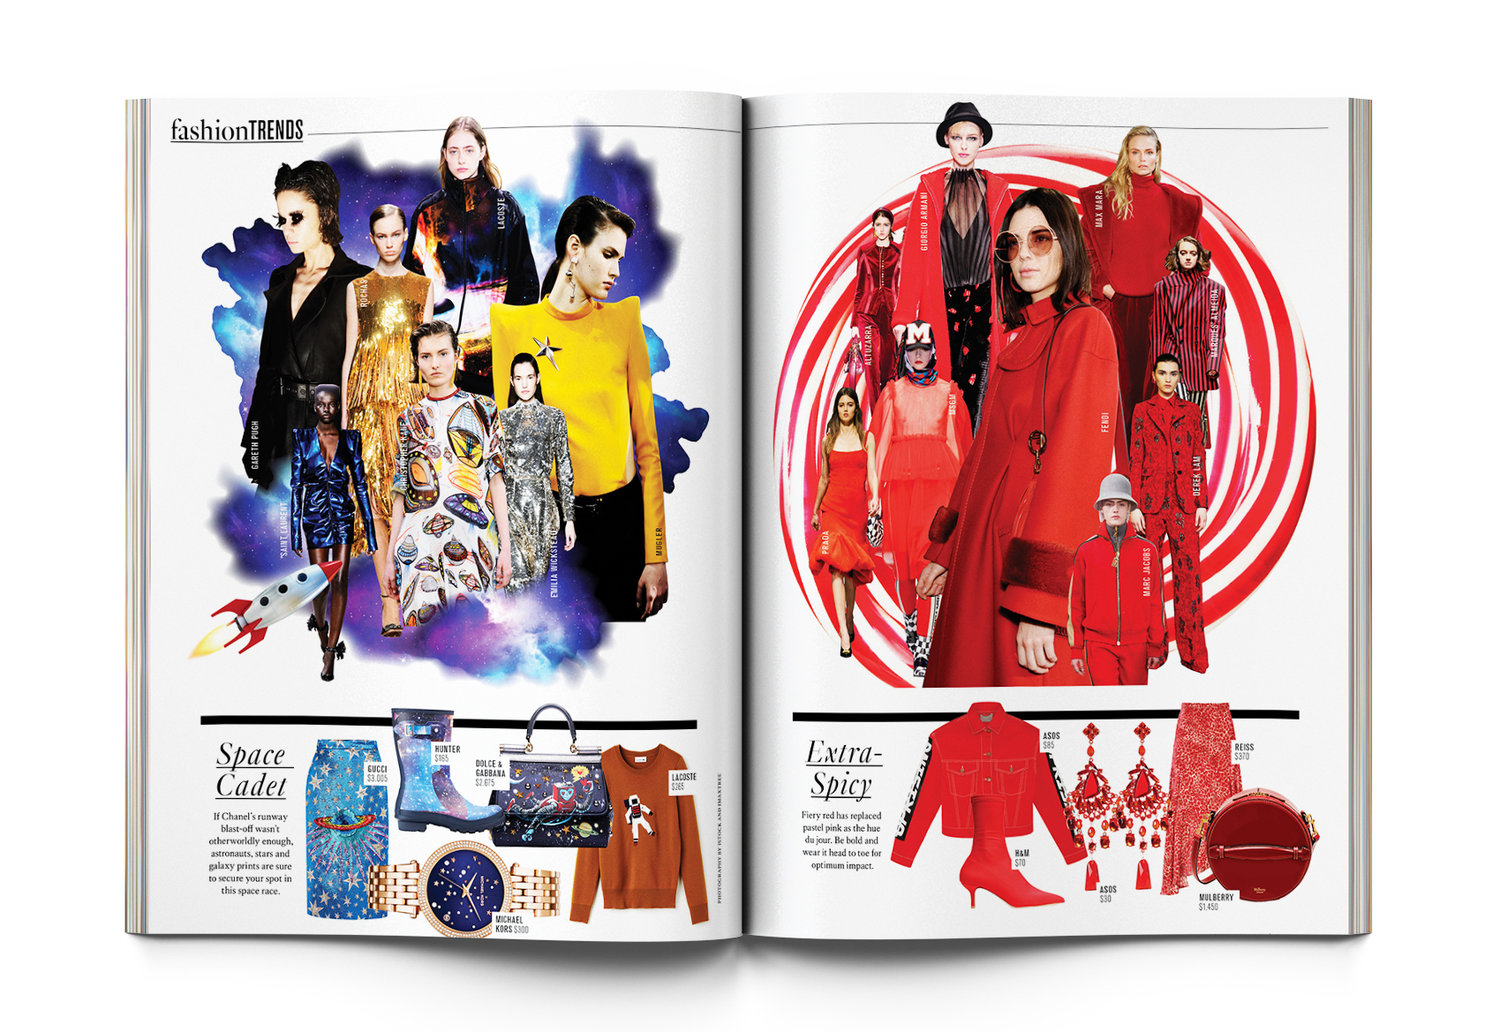 fashionTRENDS
LACOSTE
ROCHAS
GARETH PUGH
SAINT LAURENT
CHRISTOPHER KANE
EMILIA WICKSTEAD
MUGLER
Space
Cadet
If Chanel's runway
blast-off wasn't
otherworldly enough,
astronauts, stars and
galaxy prints are sure
to secure your spot in
this space race.
GUCCI
$3,005
HUNTER
$165
DOLCE &
GABBANA
$2,675
LACOSTE
$265
MICHAEL
KORS $300
PHOTOGRAPHY BY ISTOCK AND IMAXTREE
GIORGIO ARMANI
MAX MARA
ALTUZARRA
MARQUES' ALMEIDA
M
MSGM
FENDI
DEREK LAM
PRADA
MARC JACOBS
Extra-
Spicy
Fiery red has replaced
pastel pink as the hue
du jour. Be bold and
wear it head to toe for
optimum impact.
ASOS
$85
H&M
$70
ASOS
$30
REISS
$370
MULBERRY
$1,450